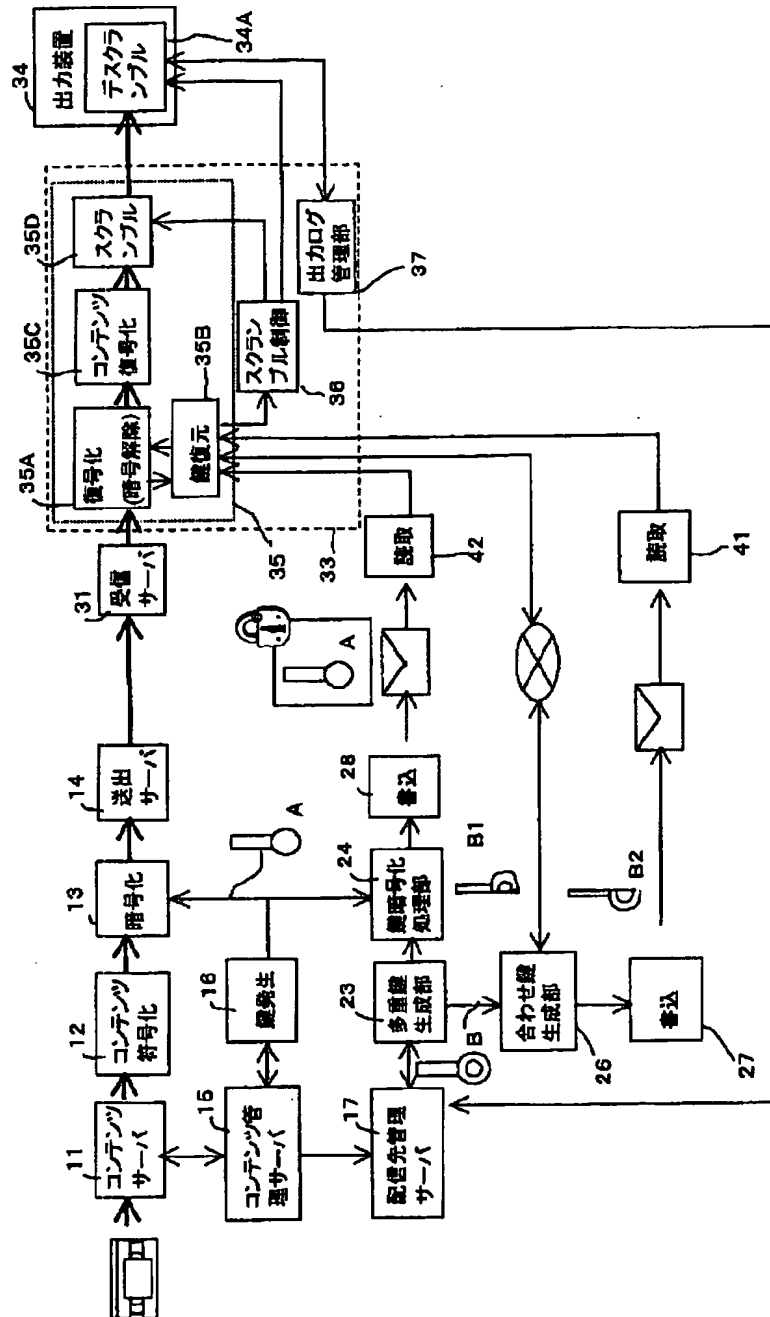 11
コンテンツ
サーバ
12
コンテンツ
符号化
13
暗号化
14
送出
サーバ
31
受信
サーバ
35A
復号化
(暗号解除)
35C
コンテンツ
復号化
35D
スクラ
ンブル
34
出力装置
デスクラ
ンブル
34A
35B
鍵復元
35
33
スクラン
ブル制御
36
出力ログ
管理部
37
15
コンテンツ管
理サーバ
16
鍵発生
A
17
配信先管理
サーバ
23
多重鍵
生成部
B
24
鍵暗号化
処理部
28
書込
A
読取
42
合わせ鍵
生成部
26
B1
書込
27
B2
読取
41